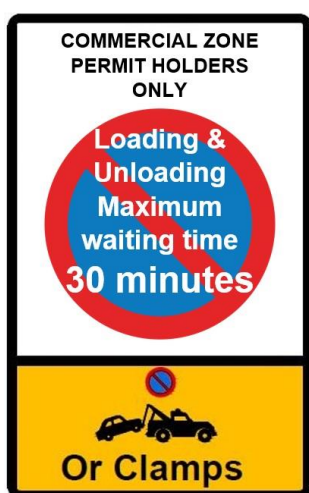 COMMERCIAL ZONE
PERMIT HOLDERS
ONLY
Loading &
Unloading
Maximum
waiting time
30 minutes
Or Clamps